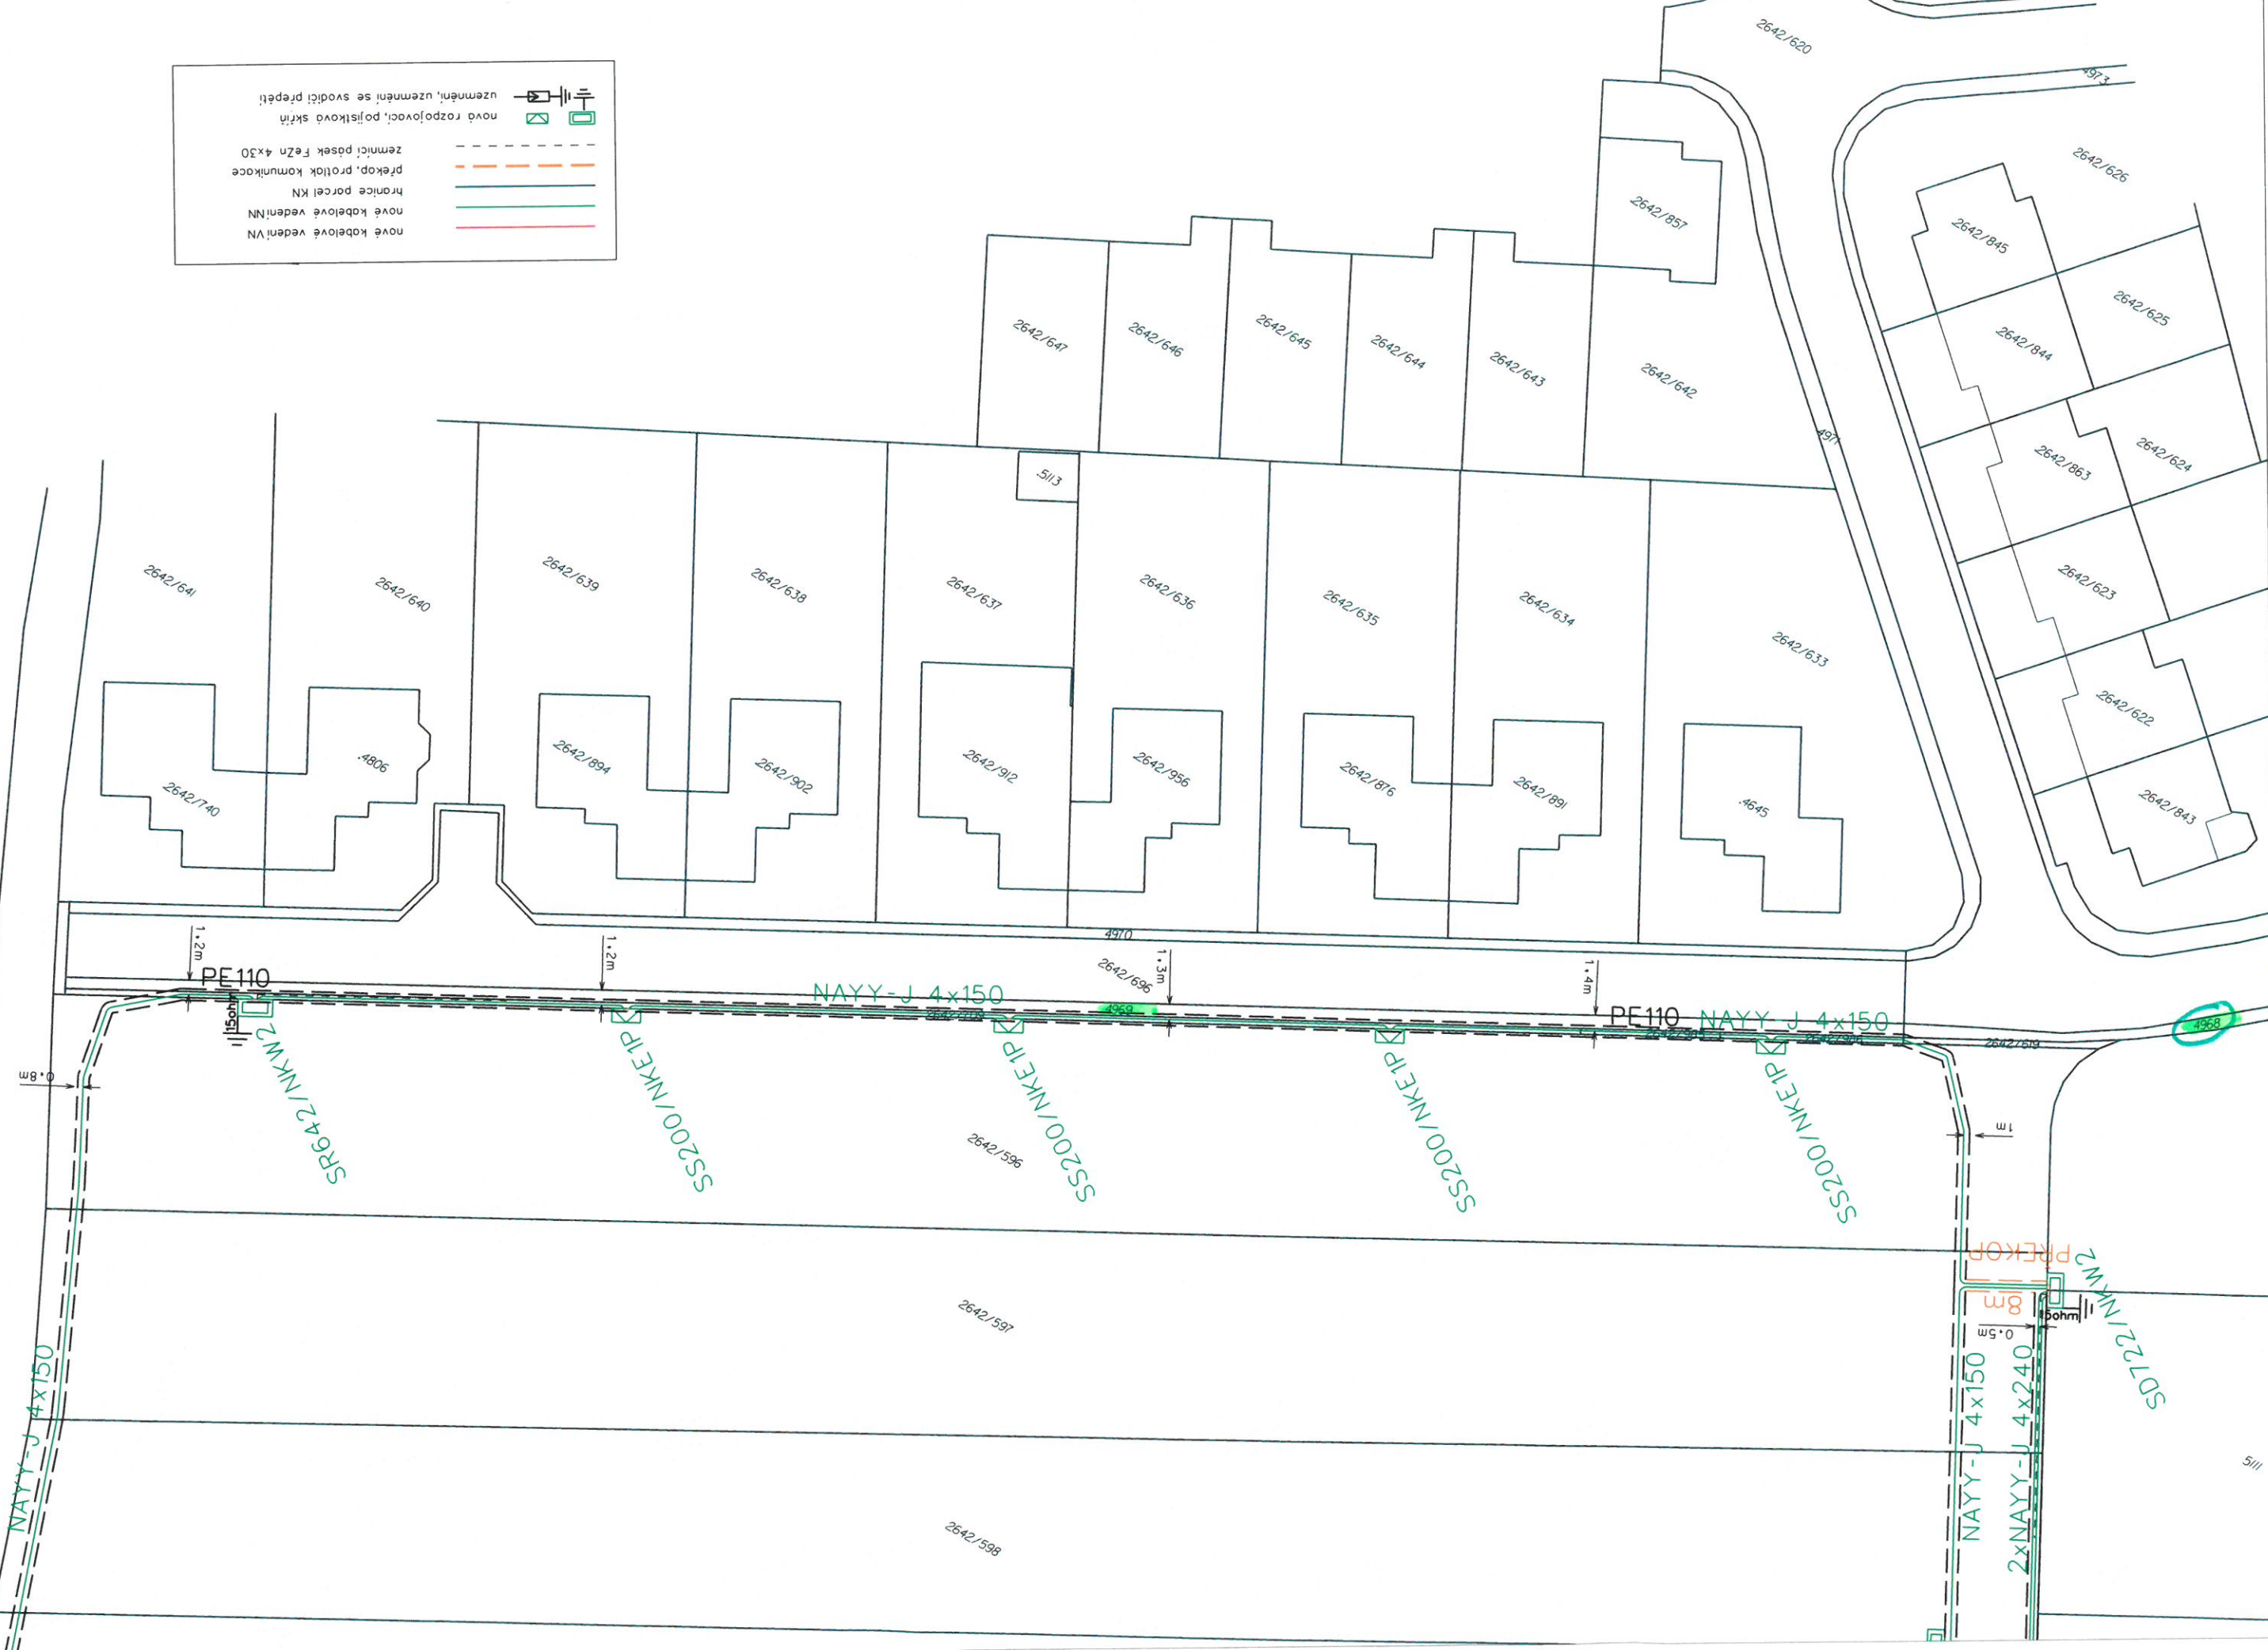 uzemnění, uzemnění se svodiči přepětí
nová rozpojovací, pojistková skříň
zemnící pásek FeZn 4x30
překop, protlak komunikace
hranice parcel KN
nové kabelové vedení NN
nové kabelové vedení VN
2642/620
4973
2642/626
2642/857
2642/845
2642/625
2642/647
2642/646
2642/645
2642/644
2642/643
2642/642
2642/844
4971
2642/863
2642/624
.5113
2642/641
2642/640
2642/639
2642/638
2642/637
2642/636
2642/635
2642/634
2642/633
2642/623
2642/622
2642/740
.4806
2642/894
2642/902
2642/912
2642/956
2642/876
2642/891
.4645
2642/843
4970
1.2m
1.2m
2642/696
1.3m
1.4m
PE110
NAYY-J 4x150
4969
PE110
NAYY-J 4x150
4968
2642/619
15ohm
0.8m
SR642/NKW2
SS200/NKE1P
SS200/NKE1P
SS200/NKE1P
SS200/NKE1P
1m
2642/596
PŘEKOP
8m
SD722/NKW2
15ohm
0.5m
2642/597
NAYY-J 4x150
NAYY-J 4x150
2xNAYY-J 4x240
5111
2642/598